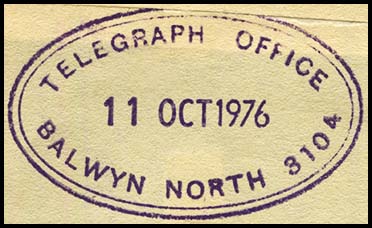 TELEGRAPH OFFICE
11 OCT 1976
BALWYN NORTH 3104